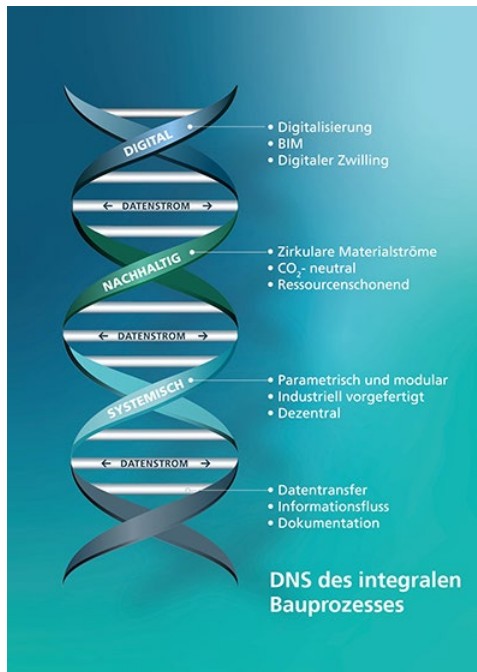 DIGITAL
• Digitalisierung
• BIM
• Digitaler Zwilling
← DATENSTROM →
NACHHALTIG
• Zirkulare Materialströme
• CO₂- neutral
• Ressourcenschonend
← DATENSTROM →
SYSTEMISCH
• Parametrisch und modular
• Industriell vorgefertigt
• Dezentral
← DATENSTROM →
• Datentransfer
• Informationsfluss
• Dokumentation
DNS des integralen
Bauprozesses